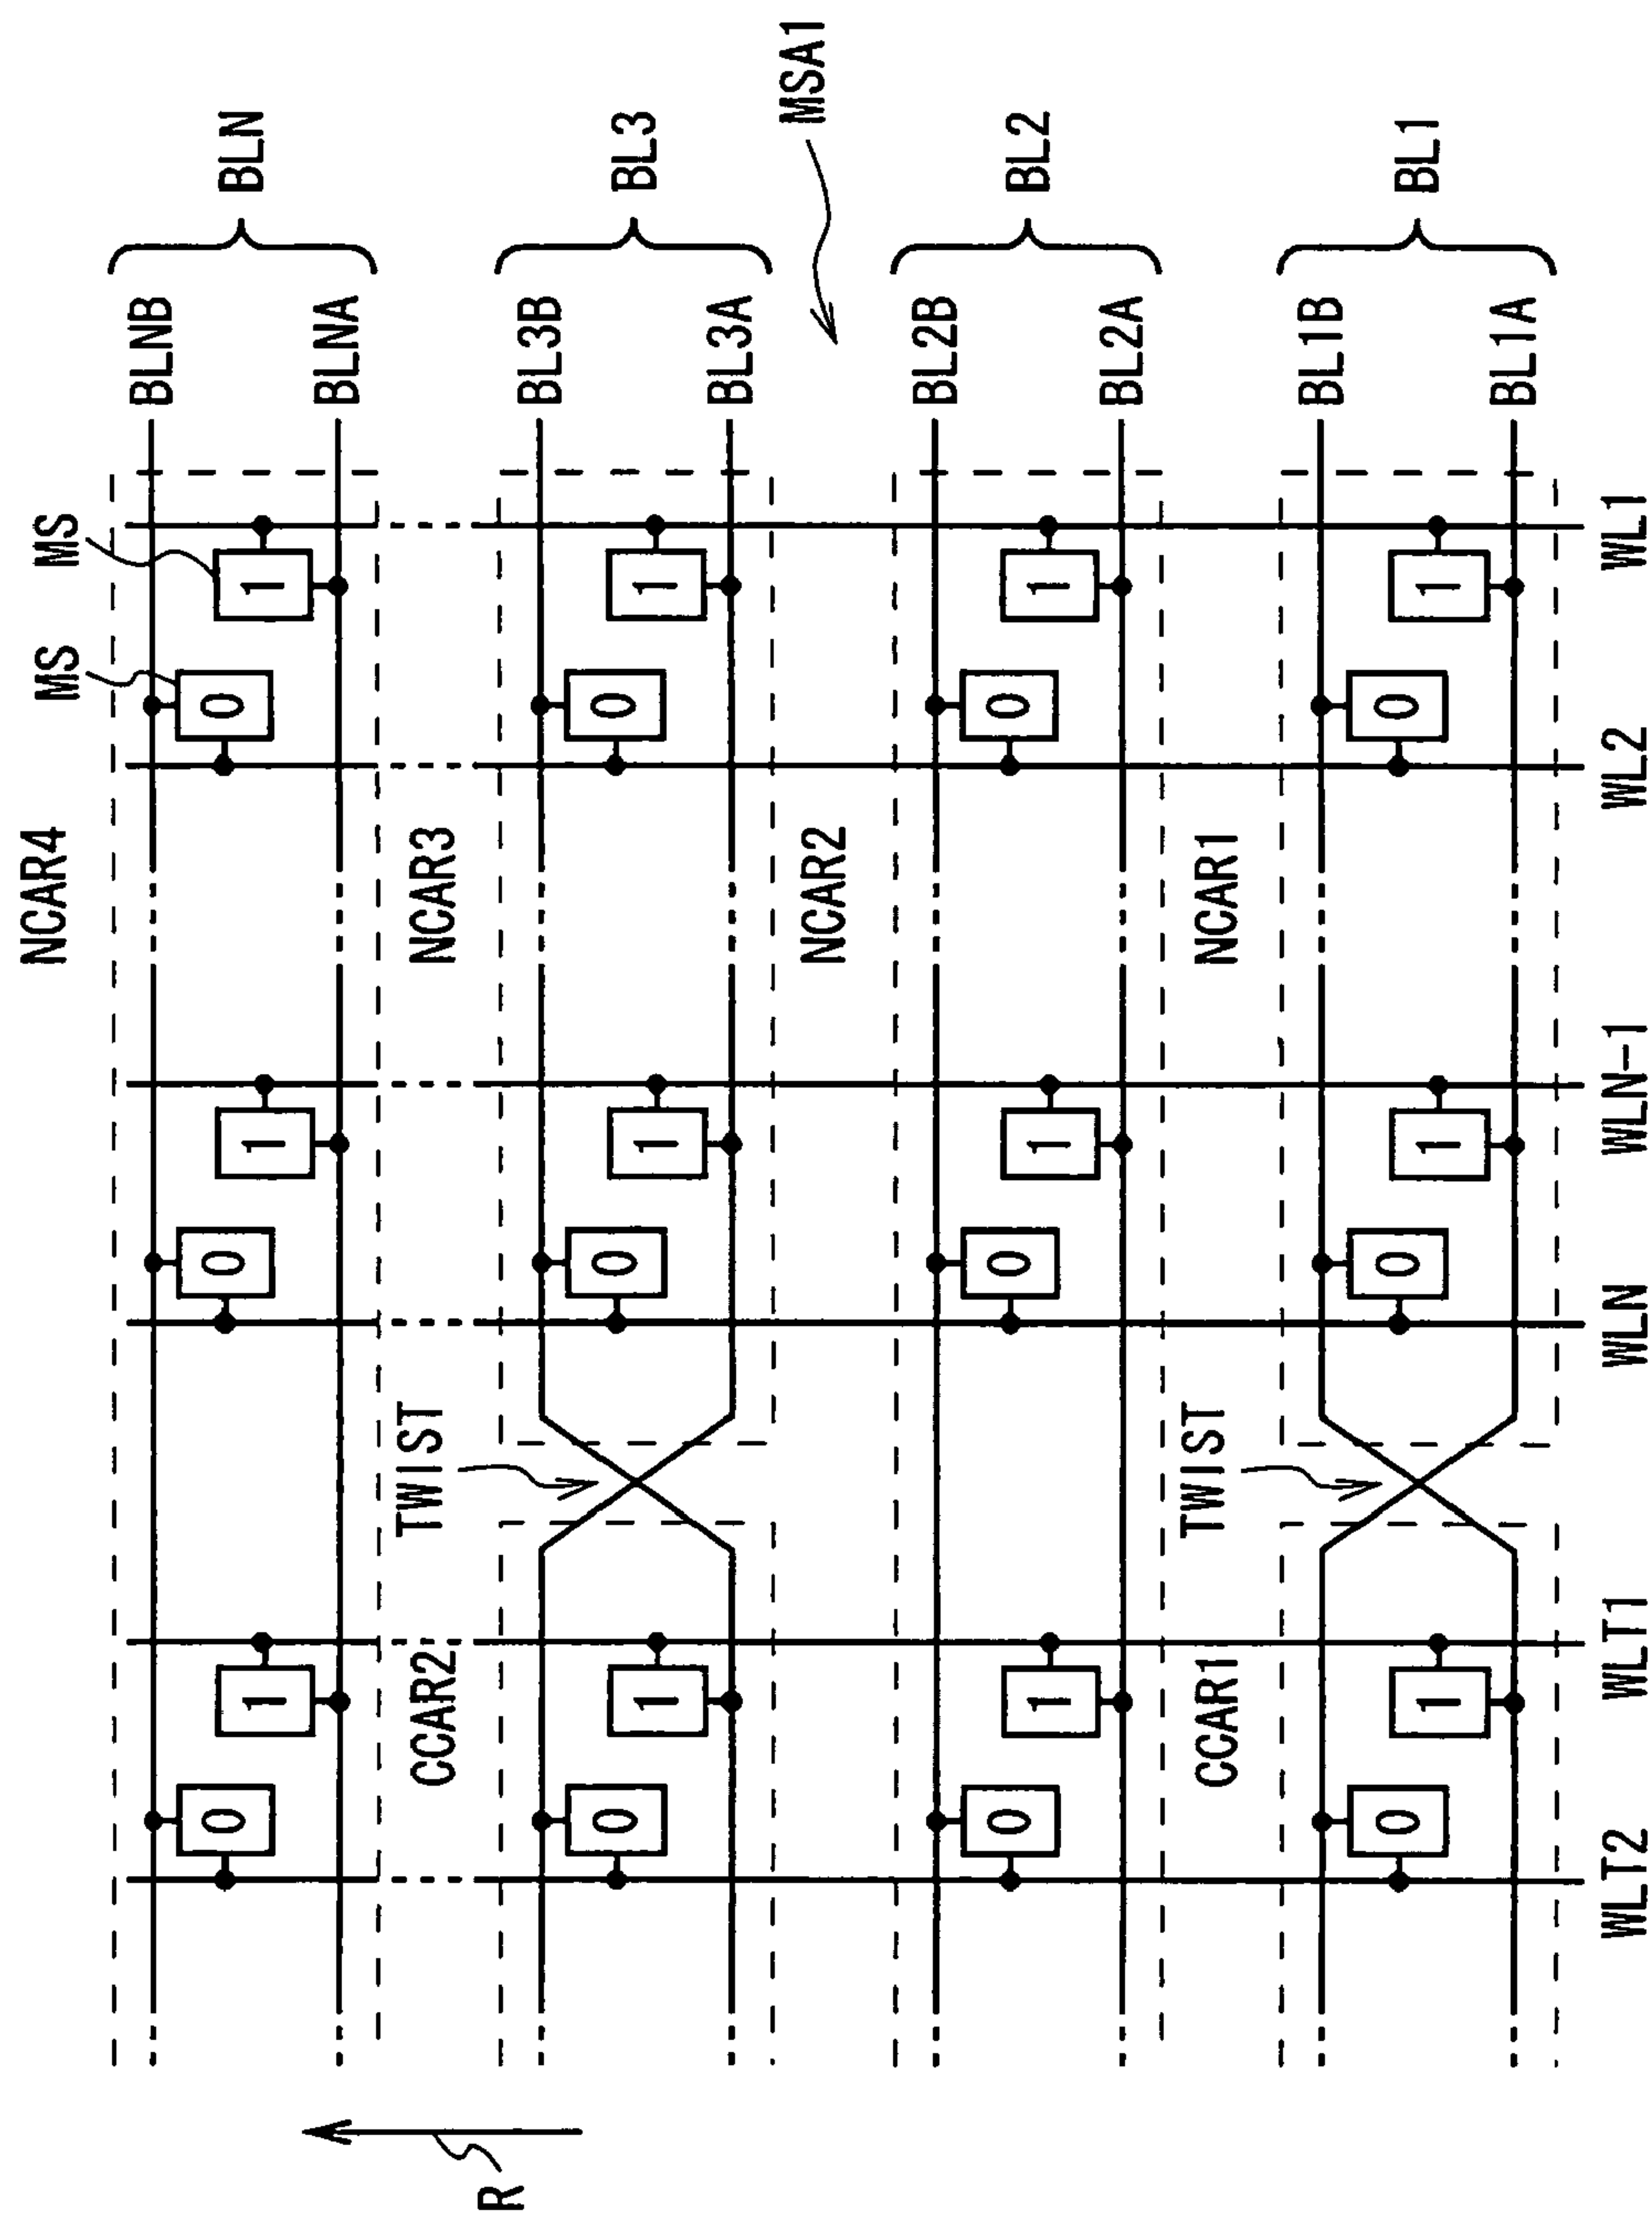 MSA1
BLN
BL3
BL2
BL1
BLNB
BLNA
BL3B
BL3A
BL2B
BL2A
BL1B
BL1A
MS
1
1
1
1
WL1
MS
0
0
0
0
WL2
NCAR4
NCAR3
NCAR2
NCAR1
1
1
1
1
WLN-1
0
0
0
0
WLN
TWIST
TWIST
1
1
1
1
WLT1
CCAR2
CCAR1
0
0
0
0
WLT2
R